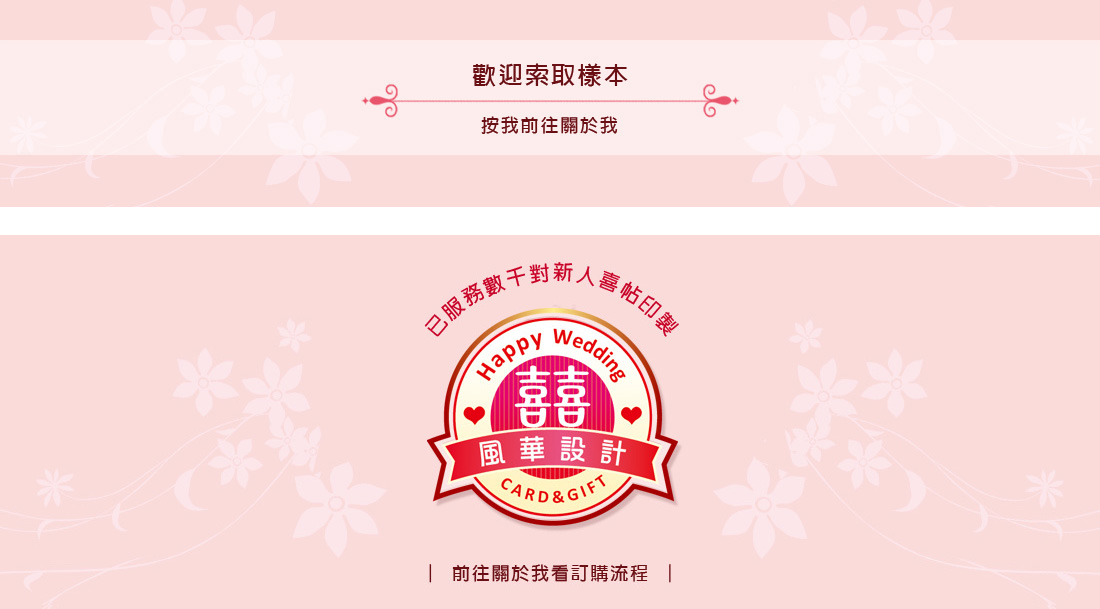 歡迎索取樣本
按我前往關於我
已服務數千對新人喜帖印製
Happy Wedding
囍
風華設計
CARD&GIFT
| 前往關於我看訂購流程 |